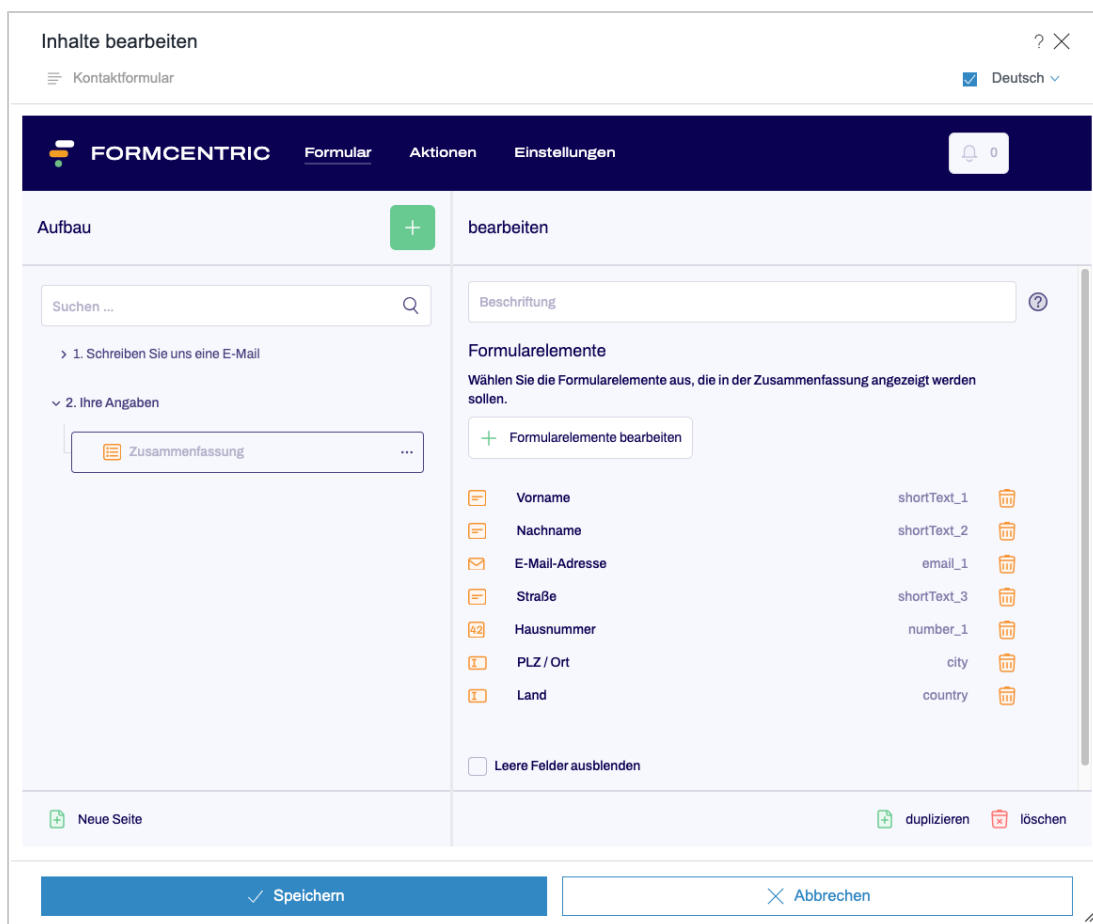 Inhalte bearbeiten
?
Kontaktformular
Deutsch
FORMCENTRIC
Formular
Aktionen
Einstellungen
0
Aufbau
+
bearbeiten
Suchen ...
1. Schreiben Sie uns eine E-Mail
2. Ihre Angaben
Zusammenfassung
...
Beschriftung
?
Formularelemente
Wählen Sie die Formularelemente aus, die in der Zusammenfassung angezeigt werden
sollen.
+ Formularelemente bearbeiten
Vorname shortText_1
Nachname shortText_2
E-Mail-Adresse email_1
Straße shortText_3
42 Hausnummer number_1
PLZ / Ort city
Land country
Leere Felder ausblenden
Neue Seite
duplizieren
löschen
Speichern
Abbrechen